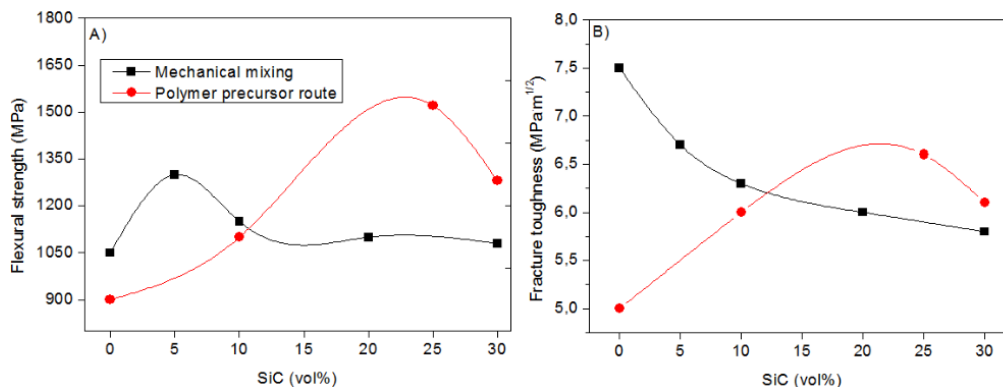 A)
Mechanical mixing
Polymer precursor route
Flexural strength (MPa)
1800
1650
1500
1350
1200
1050
900
0 5 10 15 20 25 30
SiC (vol%)
B)
Fracture toughness (MPa·m1/2)
8,0
7,5
7,0
6,5
6,0
5,5
5,0
0 5 10 15 20 25 30
SiC (vol%)